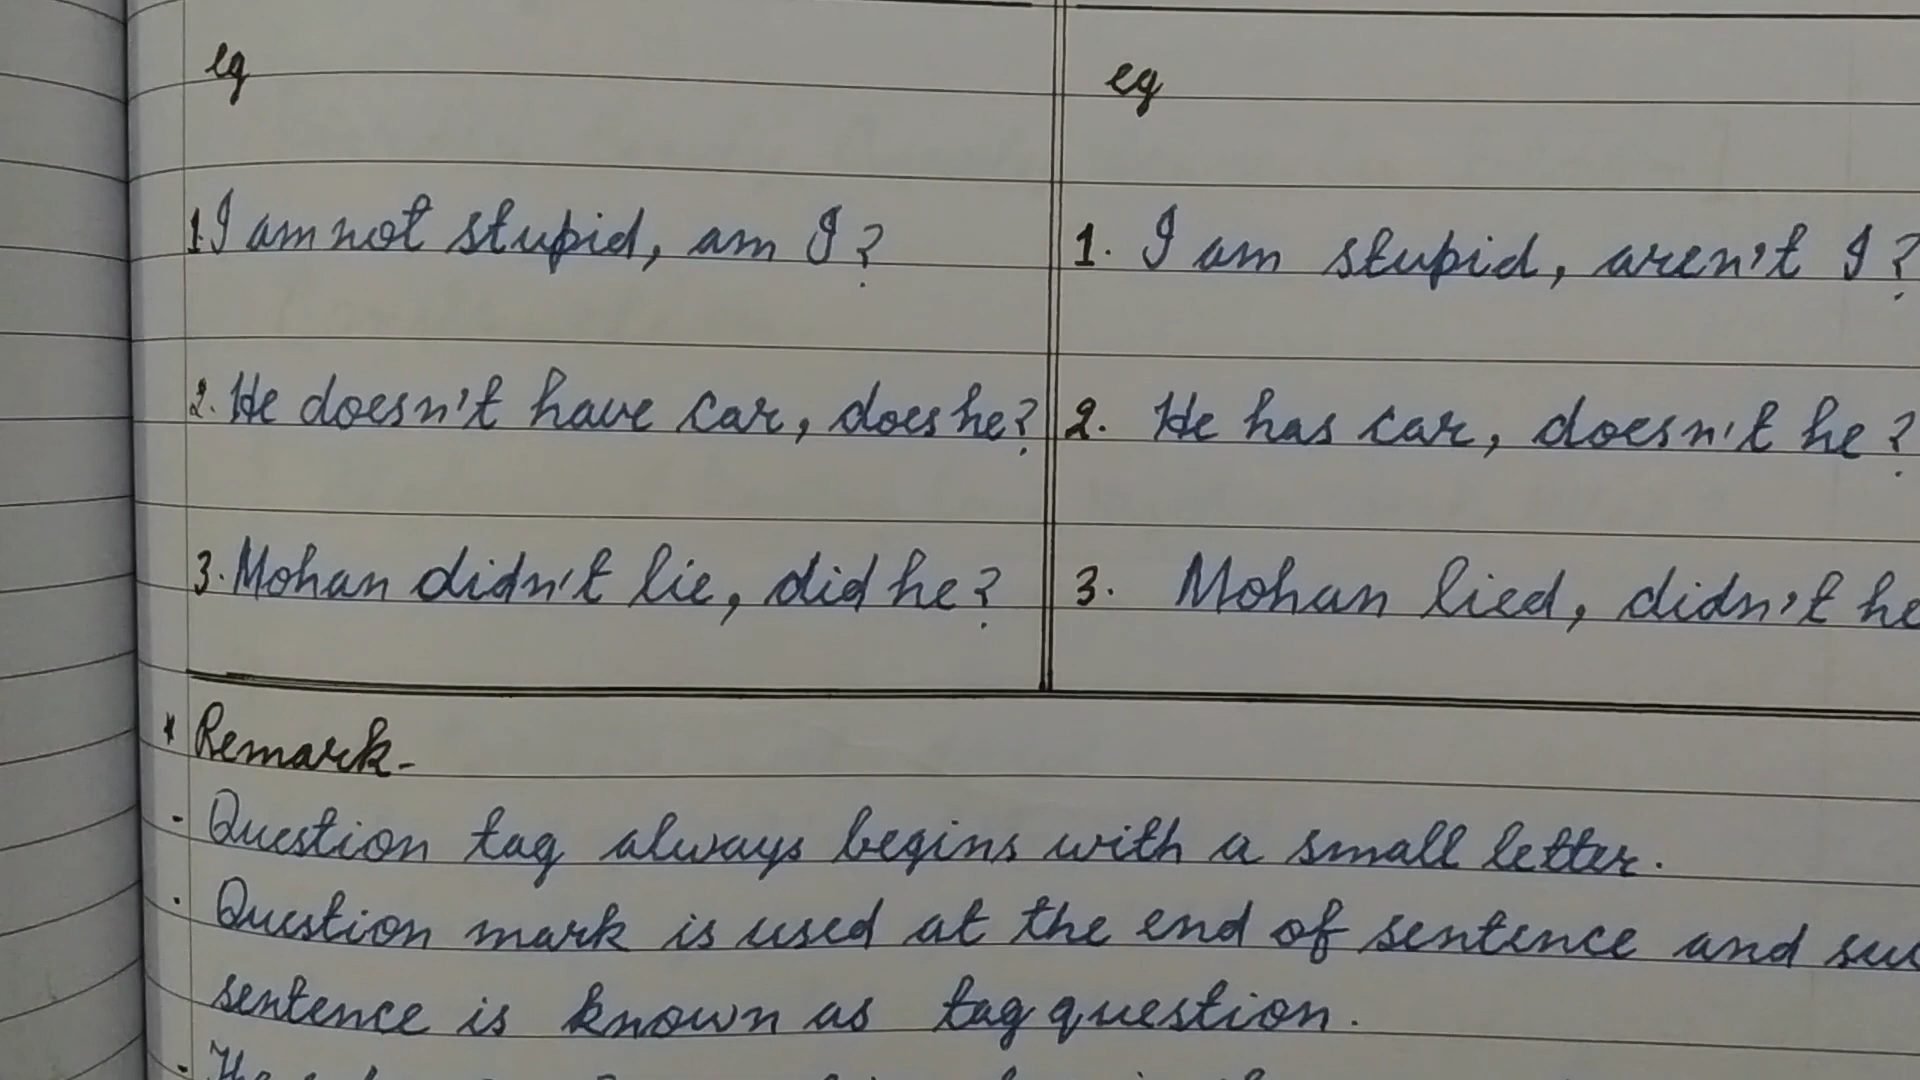 eg
1. I am not stupid, am I?
2. He doesn't have car, does he?
3. Mohan didn't lie, did he?
eg
1. I am stupid, aren't I?
2. He has car, doesn't he?
3. Mohan lied, didn't he
* Remark-
- Question tag always begins with a small letter.
· Question mark is used at the end of sentence and
sentence is known as tag question.